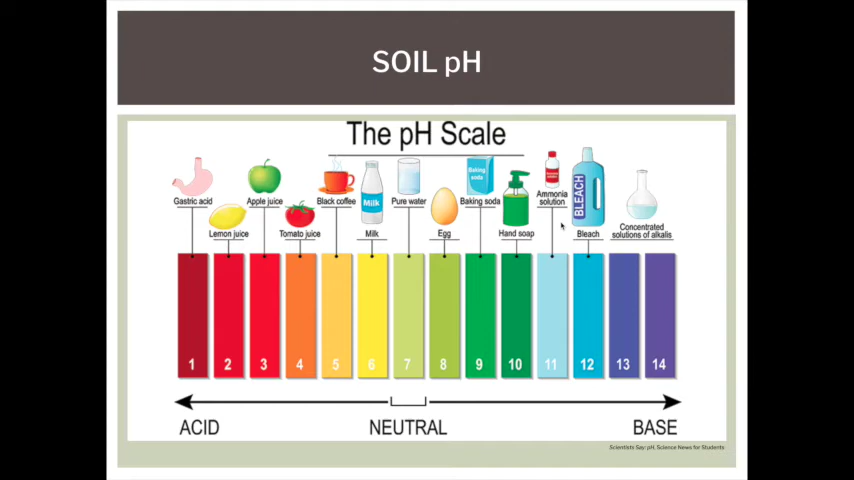 SOIL pH
The pH Scale
Gastric acid
Lemon juice
Apple juice
Tomato juice
Black coffee
Milk
Milk
Pure water
Egg
Baking
soda
Baking soda
Hand soap
Ammonia
solution
BLEACH
Bleach
Concentrated
solutions of alkalis
1 2 3 4 5 6 7 8 9 10 11 12 13 14
ACID NEUTRAL BASE
Scientists Say: pH, Science News for Students